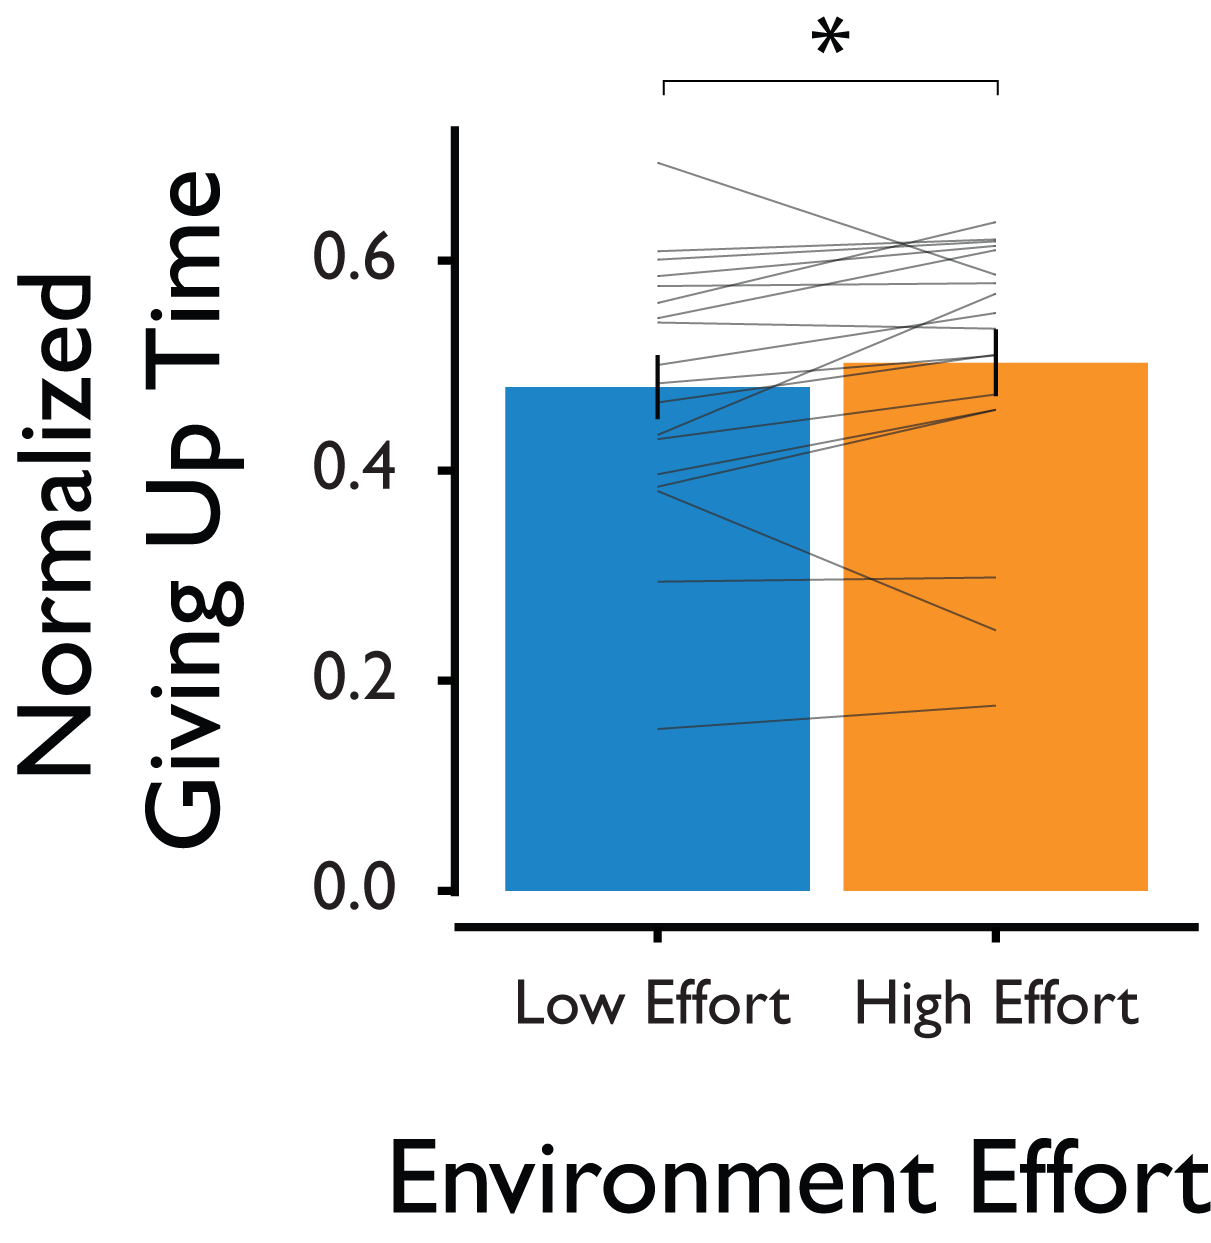 *
Normalized
Giving Up Time
0.6
0.4
0.2
0.0
Low Effort
High Effort
Environment Effort